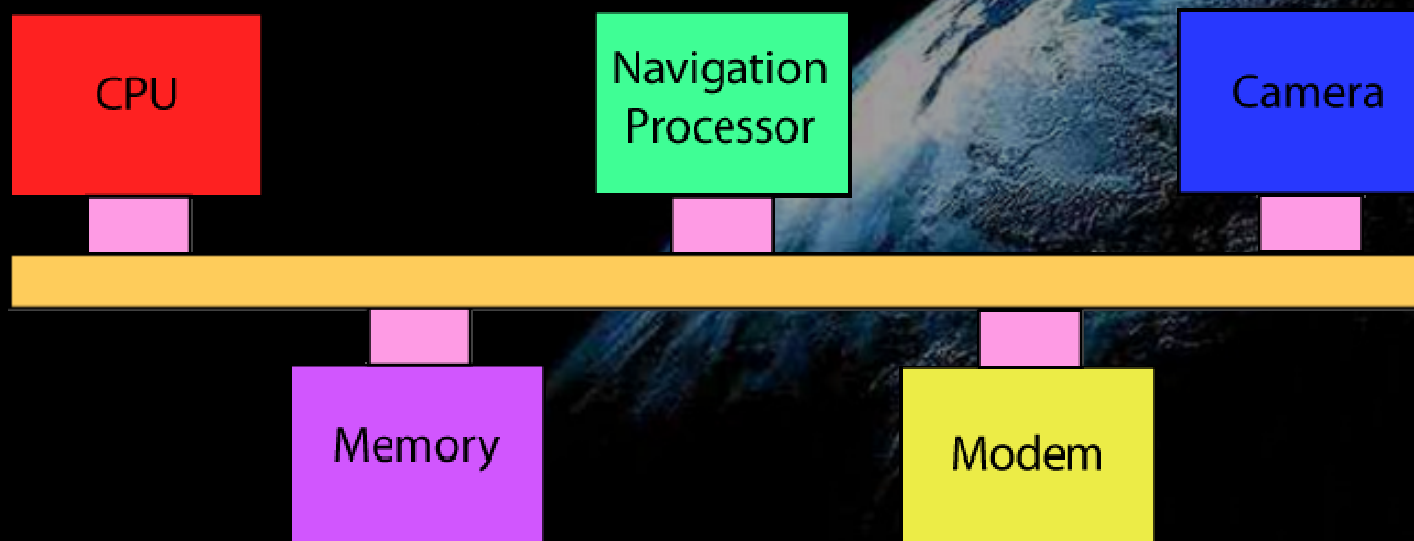 CPU
Navigation
Processor
Camera
Memory
Modem